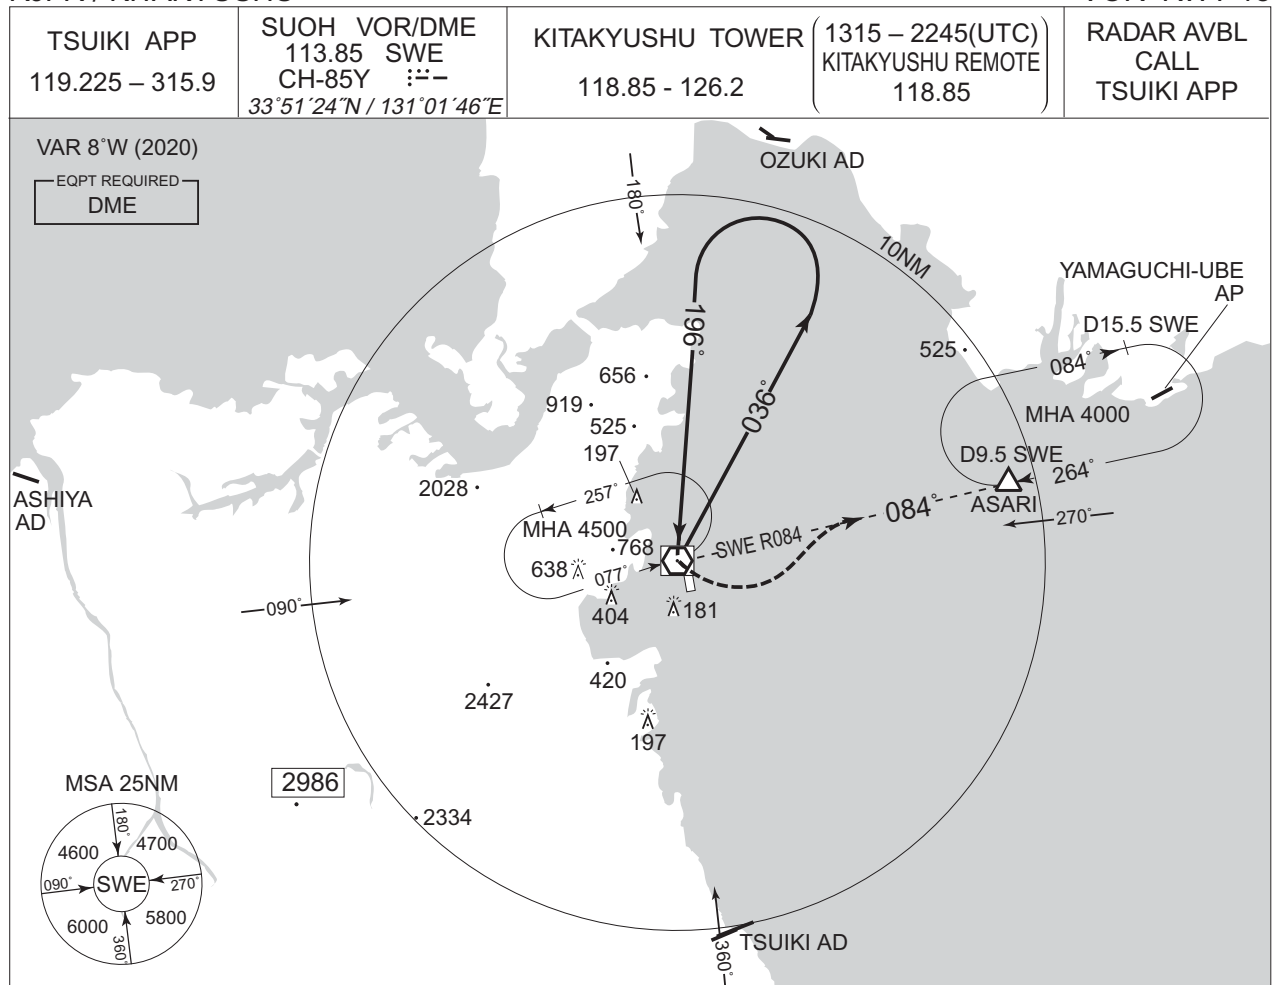 TSUIKI APP
119.225 – 315.9
SUOH VOR/DME
113.85 SWE
CH-85Y
33°51´24˝N / 131°01´46˝E
KITAKYUSHU TOWER
118.85 - 126.2
1315 – 2245(UTC)
KITAKYUSHU REMOTE
118.85
RADAR AVBL
CALL
TSUIKI APP
VAR 8˚W (2020)
EQPT REQUIRED
DME
OZUKI AD
180˚
10NM
YAMAGUCHI-UBE
AP
D15.5 SWE
196˚
525
084˚
656
036˚
919
MHA 4000
525
197
D9.5 SWE
264˚
2028
257˚
ASHIYA
AD
ASARI
084˚
270˚
MHA 4500
SWE R084
768
638
077˚
090˚
404
181
420
2427
197
MSA 25NM
2986
2334
180˚
4600
4700
090˚
SWE
270˚
6000
5800
360˚
TSUIKI AD
360˚